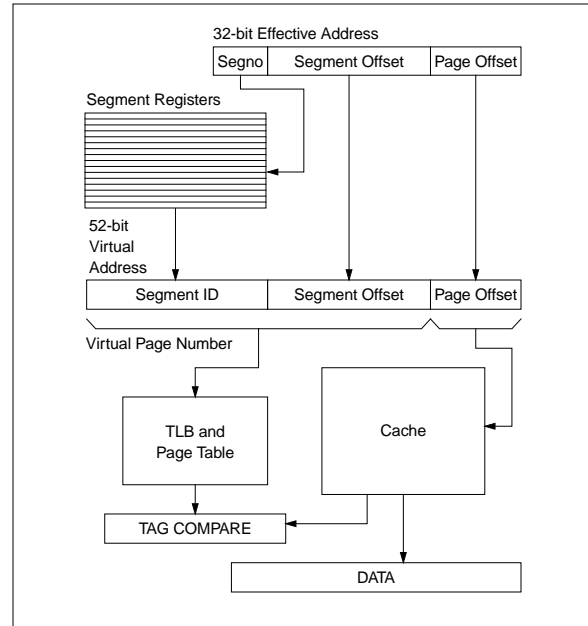 32-bit Effective Address
Segno Segment Offset Page Offset
Segment Registers
52-bit
Virtual
Address
Segment ID Segment Offset Page Offset
Virtual Page Number
TLB and
Page Table
Cache
TAG COMPARE
DATA